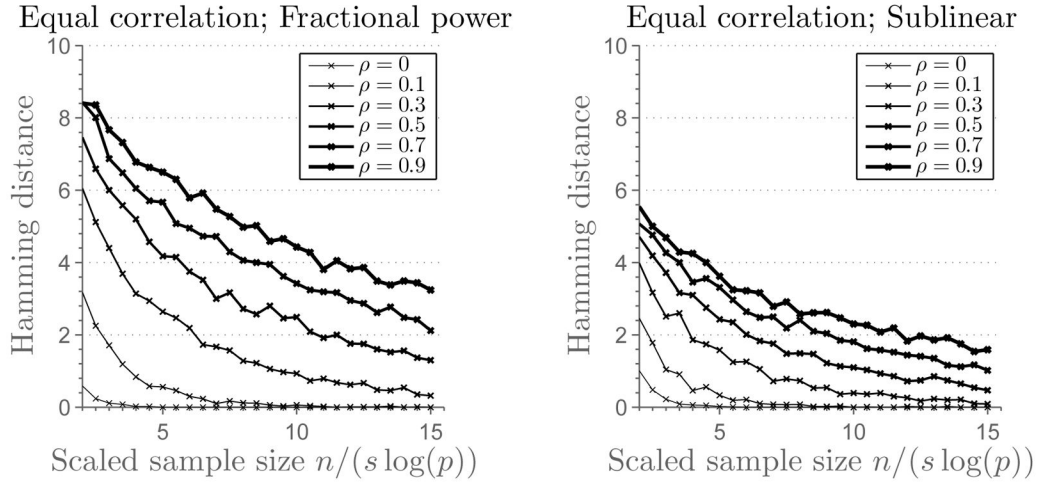 Equal correlation; Fractional power
10
8
6
4
2
0
5
10
15
Hamming distance
Scaled sample size n/(s log(p))
ρ = 0
ρ = 0.1
ρ = 0.3
ρ = 0.5
ρ = 0.7
ρ = 0.9
Equal correlation; Sublinear
10
8
6
4
2
0
5
10
15
Hamming distance
Scaled sample size n/(s log(p))
ρ = 0
ρ = 0.1
ρ = 0.3
ρ = 0.5
ρ = 0.7
ρ = 0.9